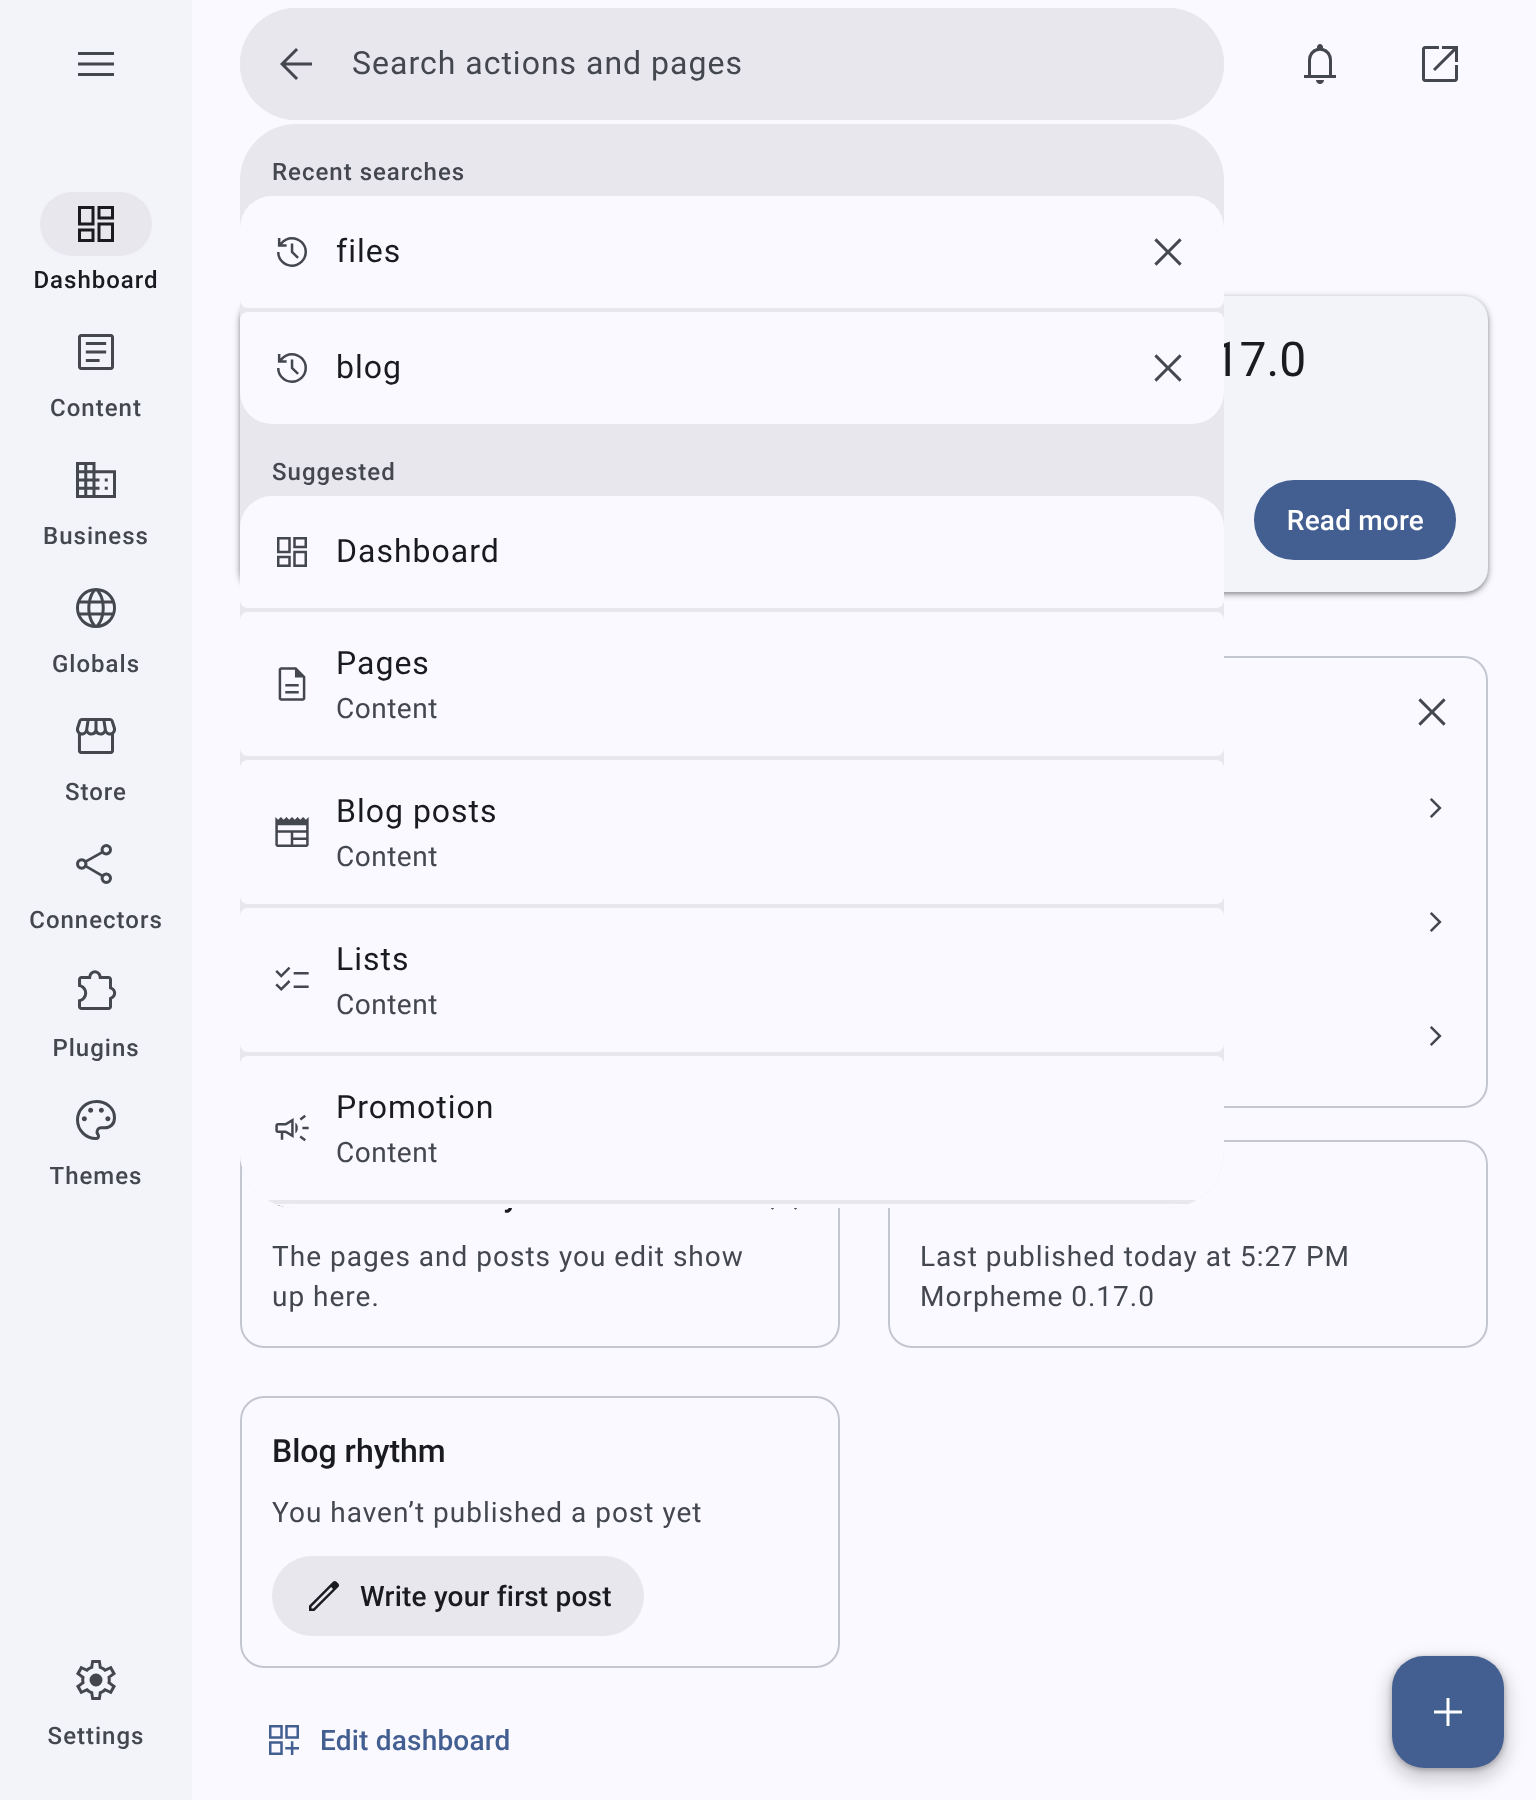 Search actions and pages
Recent searches
files
blog
Suggested
Dashboard
Pages
Content
Blog posts
Content
Lists
Content
Promotion
Content
Dashboard
Content
Business
Globals
Store
Connectors
Plugins
Themes
Settings
17.0
Read more
The pages and posts you edit show
up here.
Last published today at 5:27 PM
Morpheme 0.17.0
Blog rhythm
You haven’t published a post yet
Write your first post
Edit dashboard